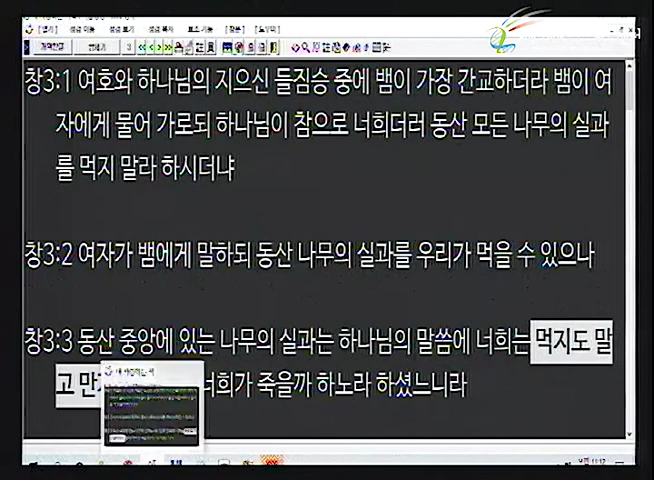 창3:1 여호와 하나님의 지으신 들짐승 중에 뱀이 가장 간교하더라 뱀이 여
자에게 물어 가로되 하나님이 참으로 너희더러 동산 모든 나무의 실과
를 먹지 말라 하시더냐
창3:2 여자가 뱀에게 말하되 동산 나무의 실과를 우리가 먹을 수 있으나
창3:3 동산 중앙에 있는 나무의 실과는 하나님의 말씀에 너희는 먹지도 말
고 너희가 죽을까 하노라 하셨느니라